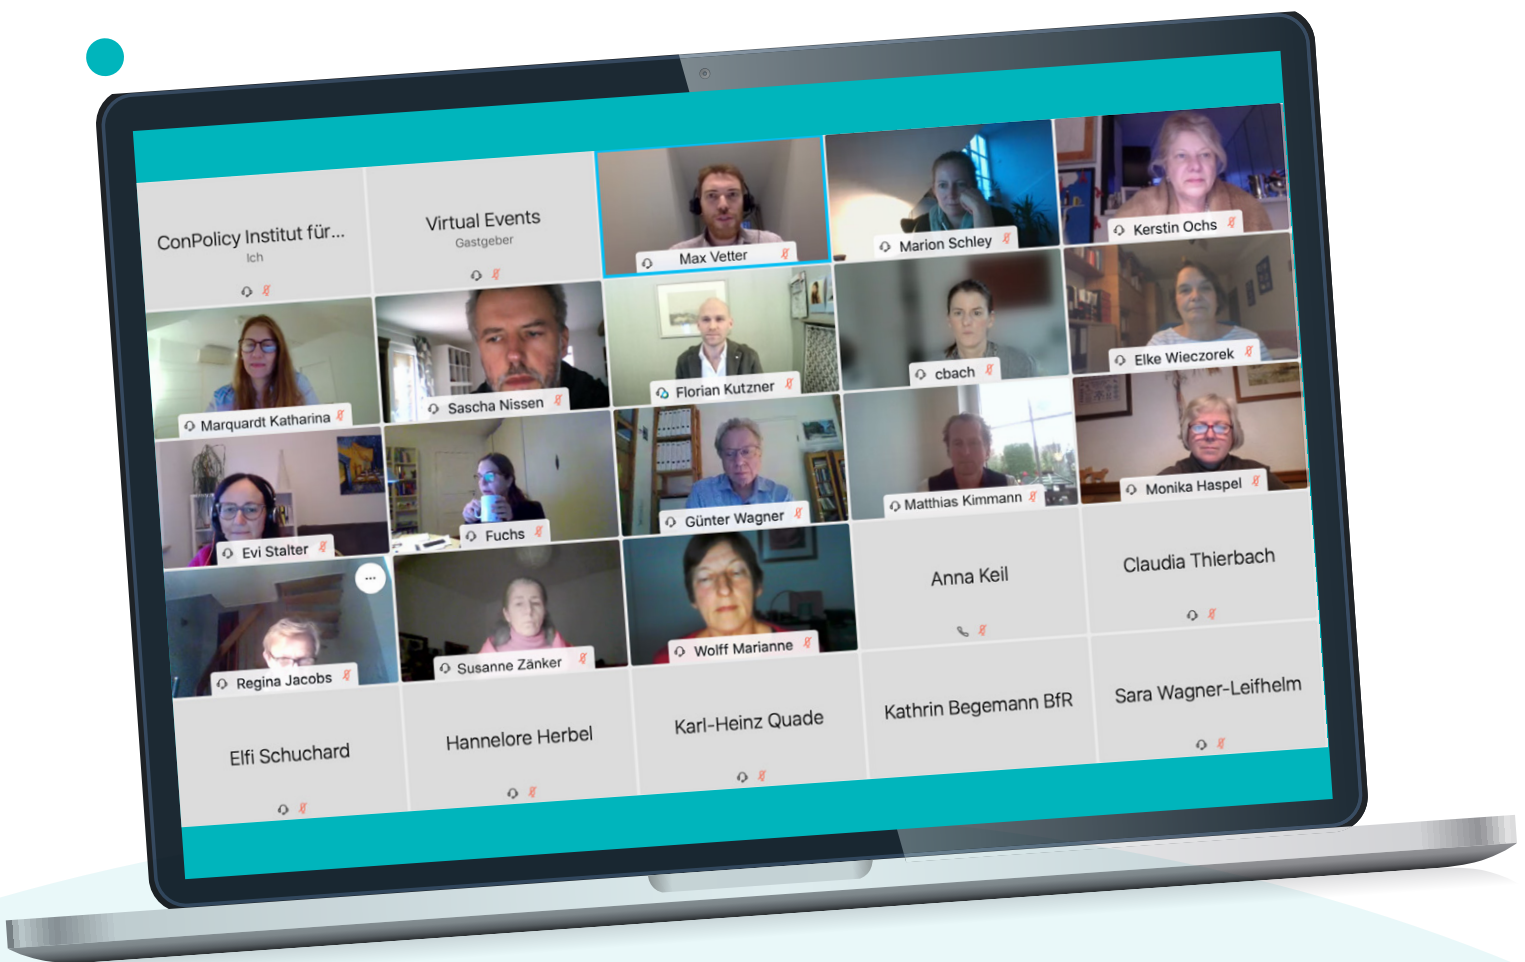 ConPolicy Institut für...
Ich
Virtual Events
Gastgeber
Max Vetter
Marion Schley
Kerstin Ochs
Marquardt Katharina
Sascha Nissen
Florian Kutzner
cbach
Elke Wieczorek
Evi Stalter
Fuchs
Günter Wagner
Matthias Kimmann
Monika Haspel
Regina Jacobs
Susanne Zänker
Wolff Marianne
Anna Keil
Claudia Thierbach
Elfi Schuchard
Hannelore Herbel
Karl-Heinz Quade
Kathrin Begemann BfR
Sara Wagner-Leifhelm